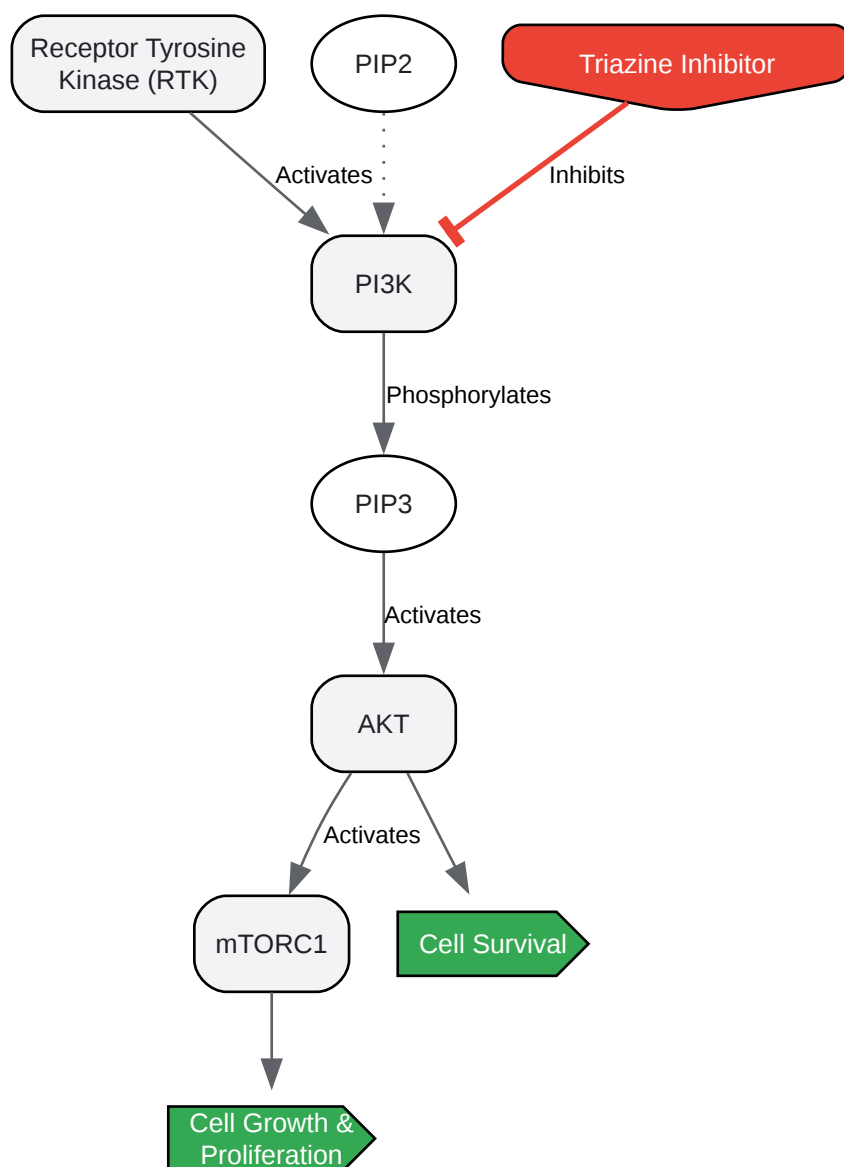 Receptor Tyrosine
Kinase (RTK)
PIP2
Triazine Inhibitor
Activates
Inhibits
PI3K
Phosphorylates
PIP3
Activates
AKT
Activates
mTORC1
Cell Survival
Cell Growth &
Proliferation